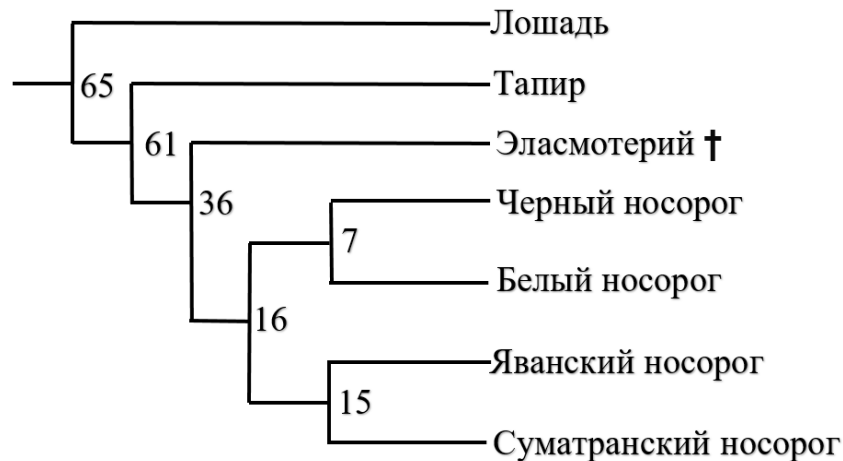 Лошадь
65
Тапир
61
Эласмотерий †
36
Черный носорог
7
Белый носорог
16
Яванский носорог
15
Суматранский носорог